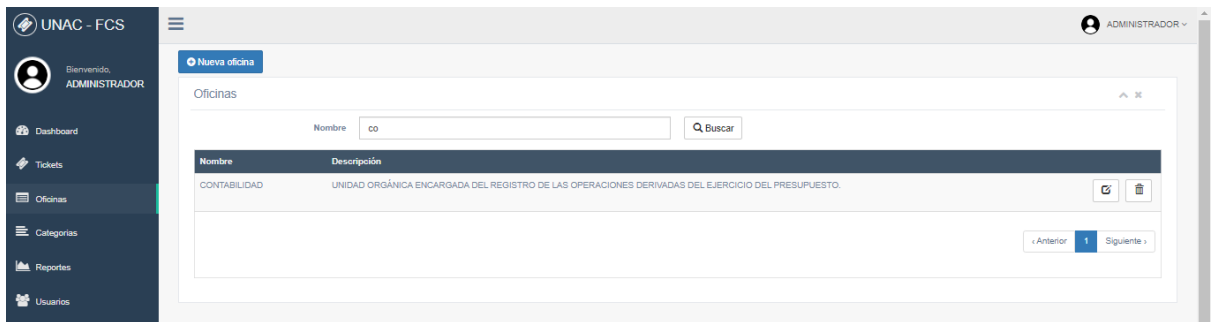 UNAC - FCS
ADMINISTRADOR
Bienvenido,
ADMINISTRADOR
Dashboard
Tickets
Oficinas
Categorias
Reportes
Usuarios
Nueva oficina
Oficinas
Nombre co Buscar
Nombre Descripción
CONTABILIDAD UNIDAD ORGÁNICA ENCARGADA DEL REGISTRO DE LAS OPERACIONES DERIVADAS DEL EJERCICIO DEL PRESUPUESTO.
‹ Anterior 1 Siguiente ›